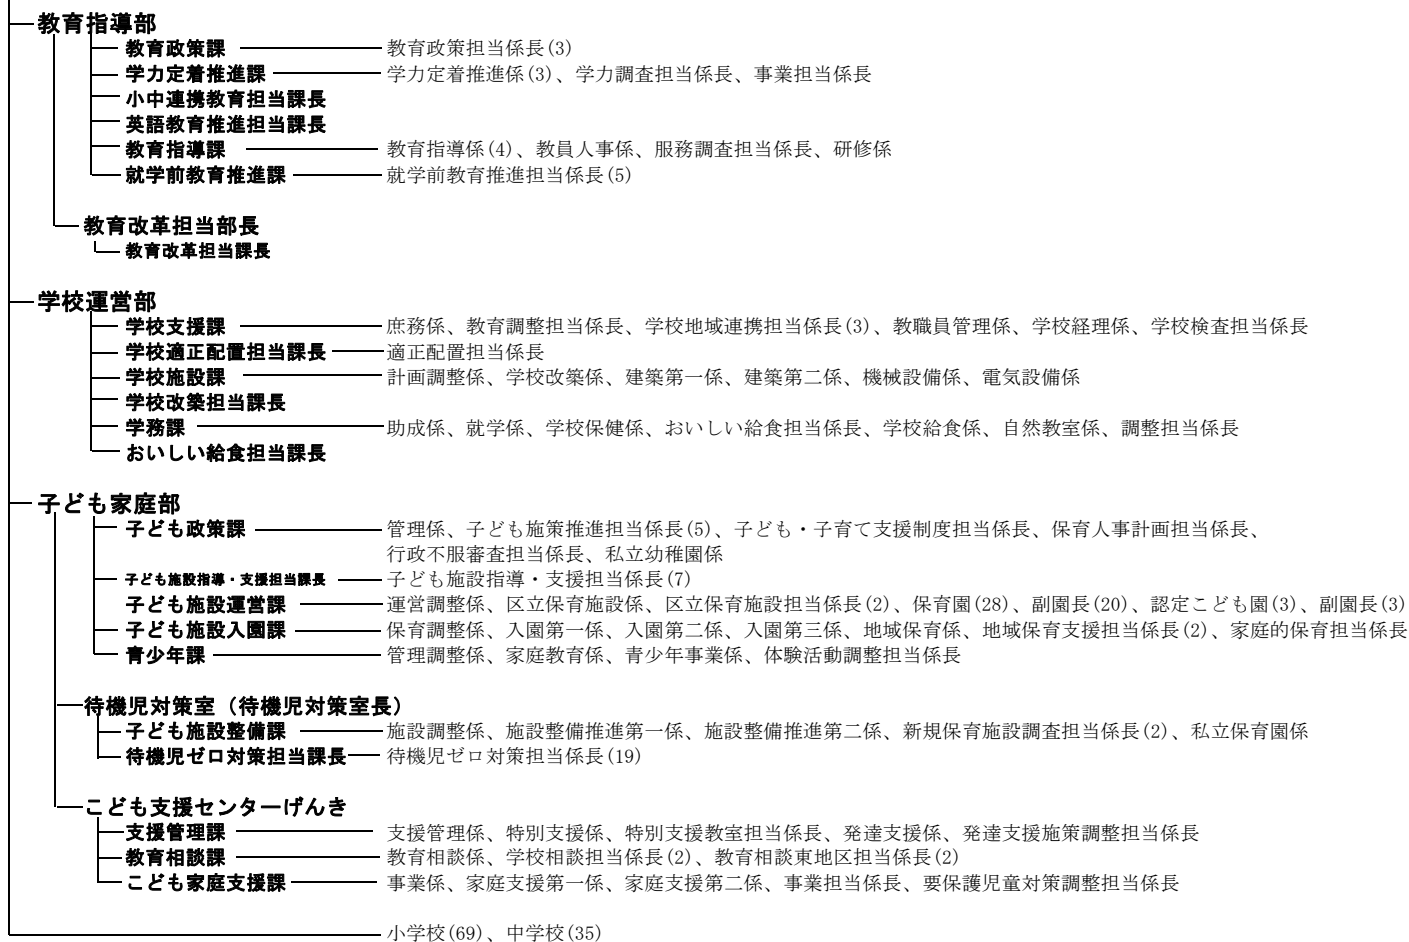 教育指導部
教育政策課 教育政策担当係長(3)
学力定着推進課 学力定着推進係(3)、学力調査担当係長、事業担当係長
小中連携教育担当課長
英語教育推進担当課長
教育指導課 教育指導係(4)、教員人事係、服務調査担当係長、研修係
就学前教育推進課 就学前教育推進担当係長(5)
教育改革担当部長
教育改革担当課長
学校運営部
学校支援課 庶務係、教育調整担当係長、学校地域連携担当係長(3)、教職員管理係、学校経理係、学校検査担当係長
学校適正配置担当課長 適正配置担当係長
学校施設課 計画調整係、学校改築係、建築第一係、建築第二係、機械設備係、電気設備係
学校改築担当課長
学務課 助成係、就学係、学校保健係、おいしい給食担当係長、学校給食係、自然教室係、調整担当係長
おいしい給食担当課長
子ども家庭部
子ども政策課 管理係、子ども施策推進担当係長(5)、子ども・子育て支援制度担当係長、保育人事計画担当係長、
行政不服審査担当係長、私立幼稚園係
子ども施設指導・支援担当課長 子ども施設指導・支援担当係長(7)
子ども施設運営課 運営調整係、区立保育施設係、区立保育施設担当係長(2)、保育園(28)、副園長(20)、認定こども園(3)、副園長(3)
子ども施設入園課 保育調整係、入園第一係、入園第二係、入園第三係、地域保育係、地域保育支援担当係長(2)、家庭的保育担当係長
青少年課 管理調整係、家庭教育係、青少年事業係、体験活動調整担当係長
待機児対策室（待機児対策室長）
子ども施設整備課 施設調整係、施設整備推進第一係、施設整備推進第二係、新規保育施設調査担当係長(2)、私立保育園係
待機児ゼロ対策担当課長 待機児ゼロ対策担当係長(19)
こども支援センターげんき
支援管理課 支援管理係、特別支援係、特別支援教室担当係長、発達支援係、発達支援施策調整担当係長
教育相談課 教育相談係、学校相談担当係長(2)、教育相談東地区担当係長(2)
こども家庭支援課 事業係、家庭支援第一係、家庭支援第二係、事業担当係長、要保護児童対策調整担当係長
小学校(69)、中学校(35)